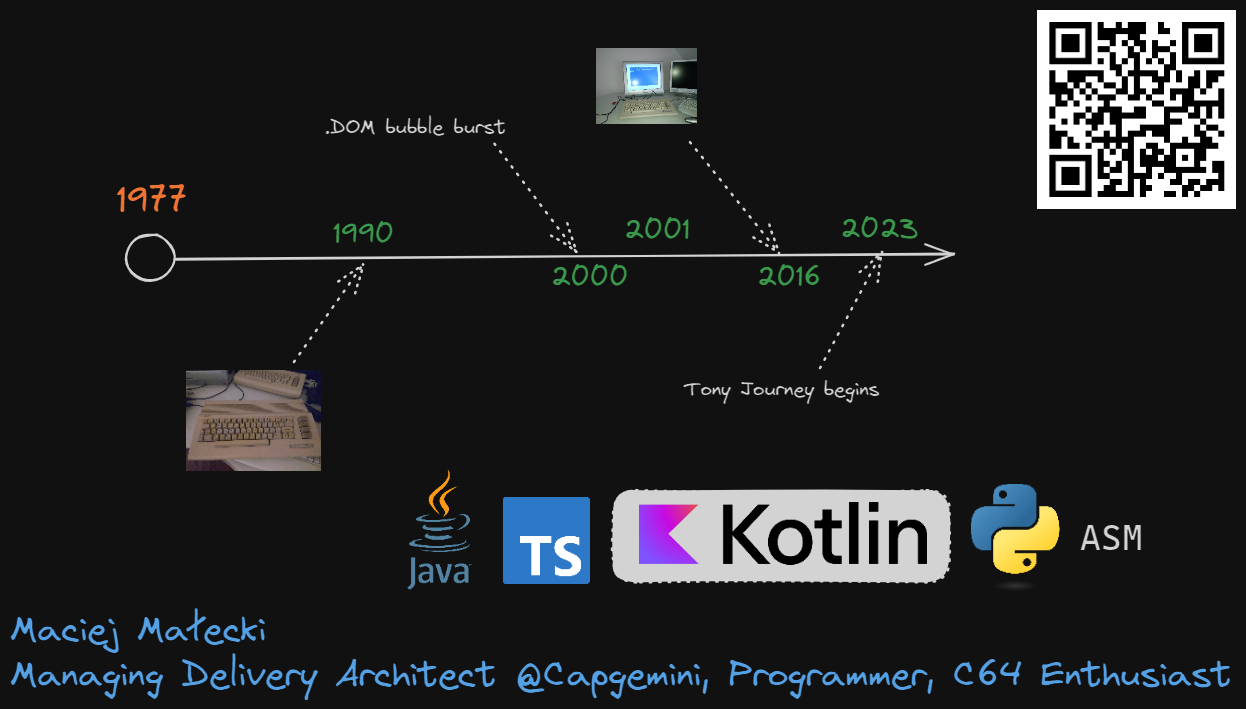 .DOM bubble burst
1977
1990
2001
2023
2000
2016
Tony Journey begins
Java
TS
Kotlin
ASM
Maciej Małecki
Managing Delivery Architect @Capgemini, Programmer, C64 Enthusiast